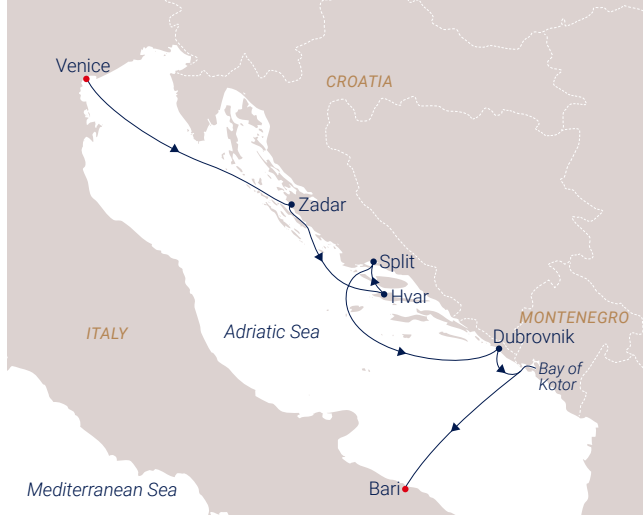 Venice
CROATIA
Zadar
Split
Hvar
MONTENEGRO
ITALY
Adriatic Sea
Dubrovnik
Bay of
Kotor
Bari
Mediterranean Sea